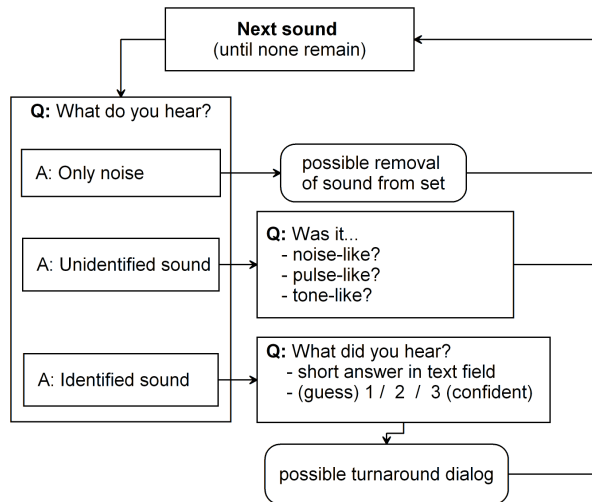 Next sound
(until none remain)
Q: What do you hear?
A: Only noise
possible removal
of sound from set
A: Unidentified sound
Q: Was it...
- noise-like?
- pulse-like?
- tone-like?
A: Identified sound
Q: What did you hear?
- short answer in text field
- (guess) 1 / 2 / 3 (confident)
possible turnaround dialog